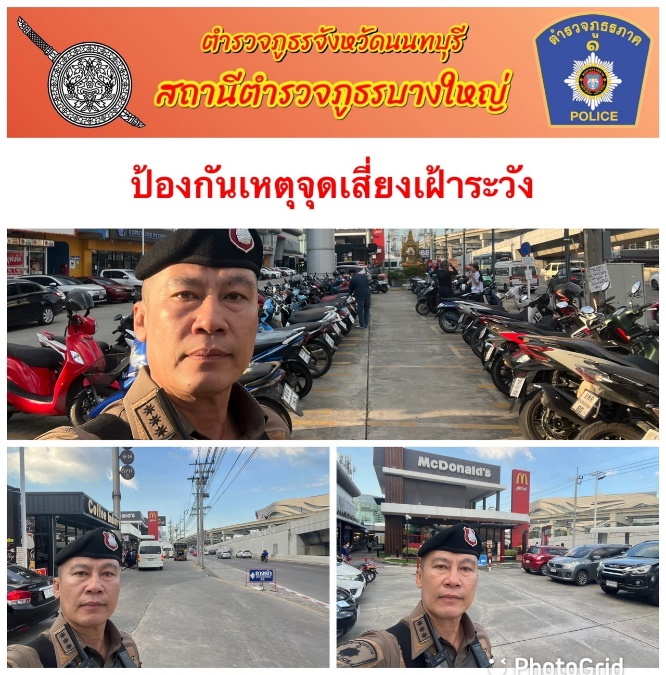 ตำรวจภูธรจังหวัดนนทบุรี
สถานีตำรวจภูธรบางใหญ่
ตำรวจภูธรภาค
๑
POLICE
ป้องกันเหตุจุดเสี่ยงเฝ้าระวัง
McDonald's
PhotoGrid